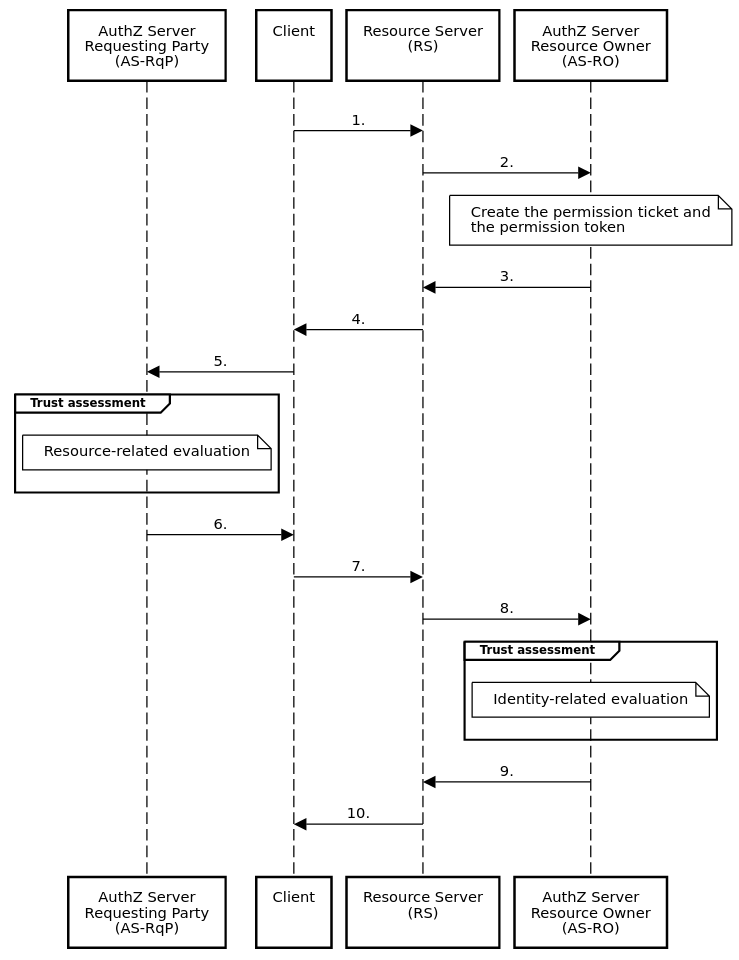 AuthZ Server
Requesting Party
(AS-RqP)
Client
Resource Server
(RS)
AuthZ Server
Resource Owner
(AS-RO)
1.
2.
Create the permission ticket and
the permission token
3.
4.
5.
Trust assessment
Resource-related evaluation
6.
7.
8.
Trust assessment
Identity-related evaluation
9.
10.
AuthZ Server
Requesting Party
(AS-RqP)
Client
Resource Server
(RS)
AuthZ Server
Resource Owner
(AS-RO)